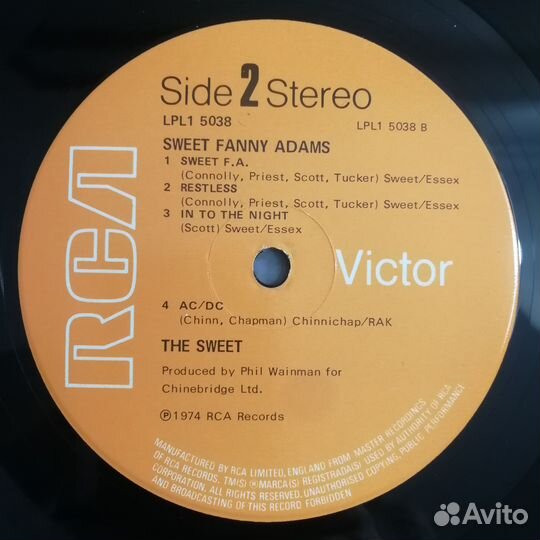 Side 2 Stereo
LPL1 5038
LPL1 5038 B
SWEET FANNY ADAMS
1 SWEET F.A.
(Connolly, Priest, Scott, Tucker) Sweet/Essex
2 RESTLESS
(Connolly, Priest, Scott, Tucker) Sweet/Essex
3 IN TO THE NIGHT
(Scott) Sweet/Essex
RCA
Victor
4 AC/DC
(Chinn, Chapman) Chinnichap/RAK
THE SWEET
Produced by Phil Wainman for
Chinebridge Ltd.
Ⓟ1974 RCA Records
MANUFACTURED BY RCA LIMITED, ENGLAND FROM MASTER RECORDINGS
OF RCA RECORDS, TM(S)®MARCA(S) REGISTRADA(S) USED BY AUTHORITY OF RCA
CORPORATION. ALL RIGHTS RESERVED. UNAUTHORISED COPYING, PUBLIC PERFORMANCE
AND BROADCASTING OF THIS RECORD FORBIDDEN
Avito